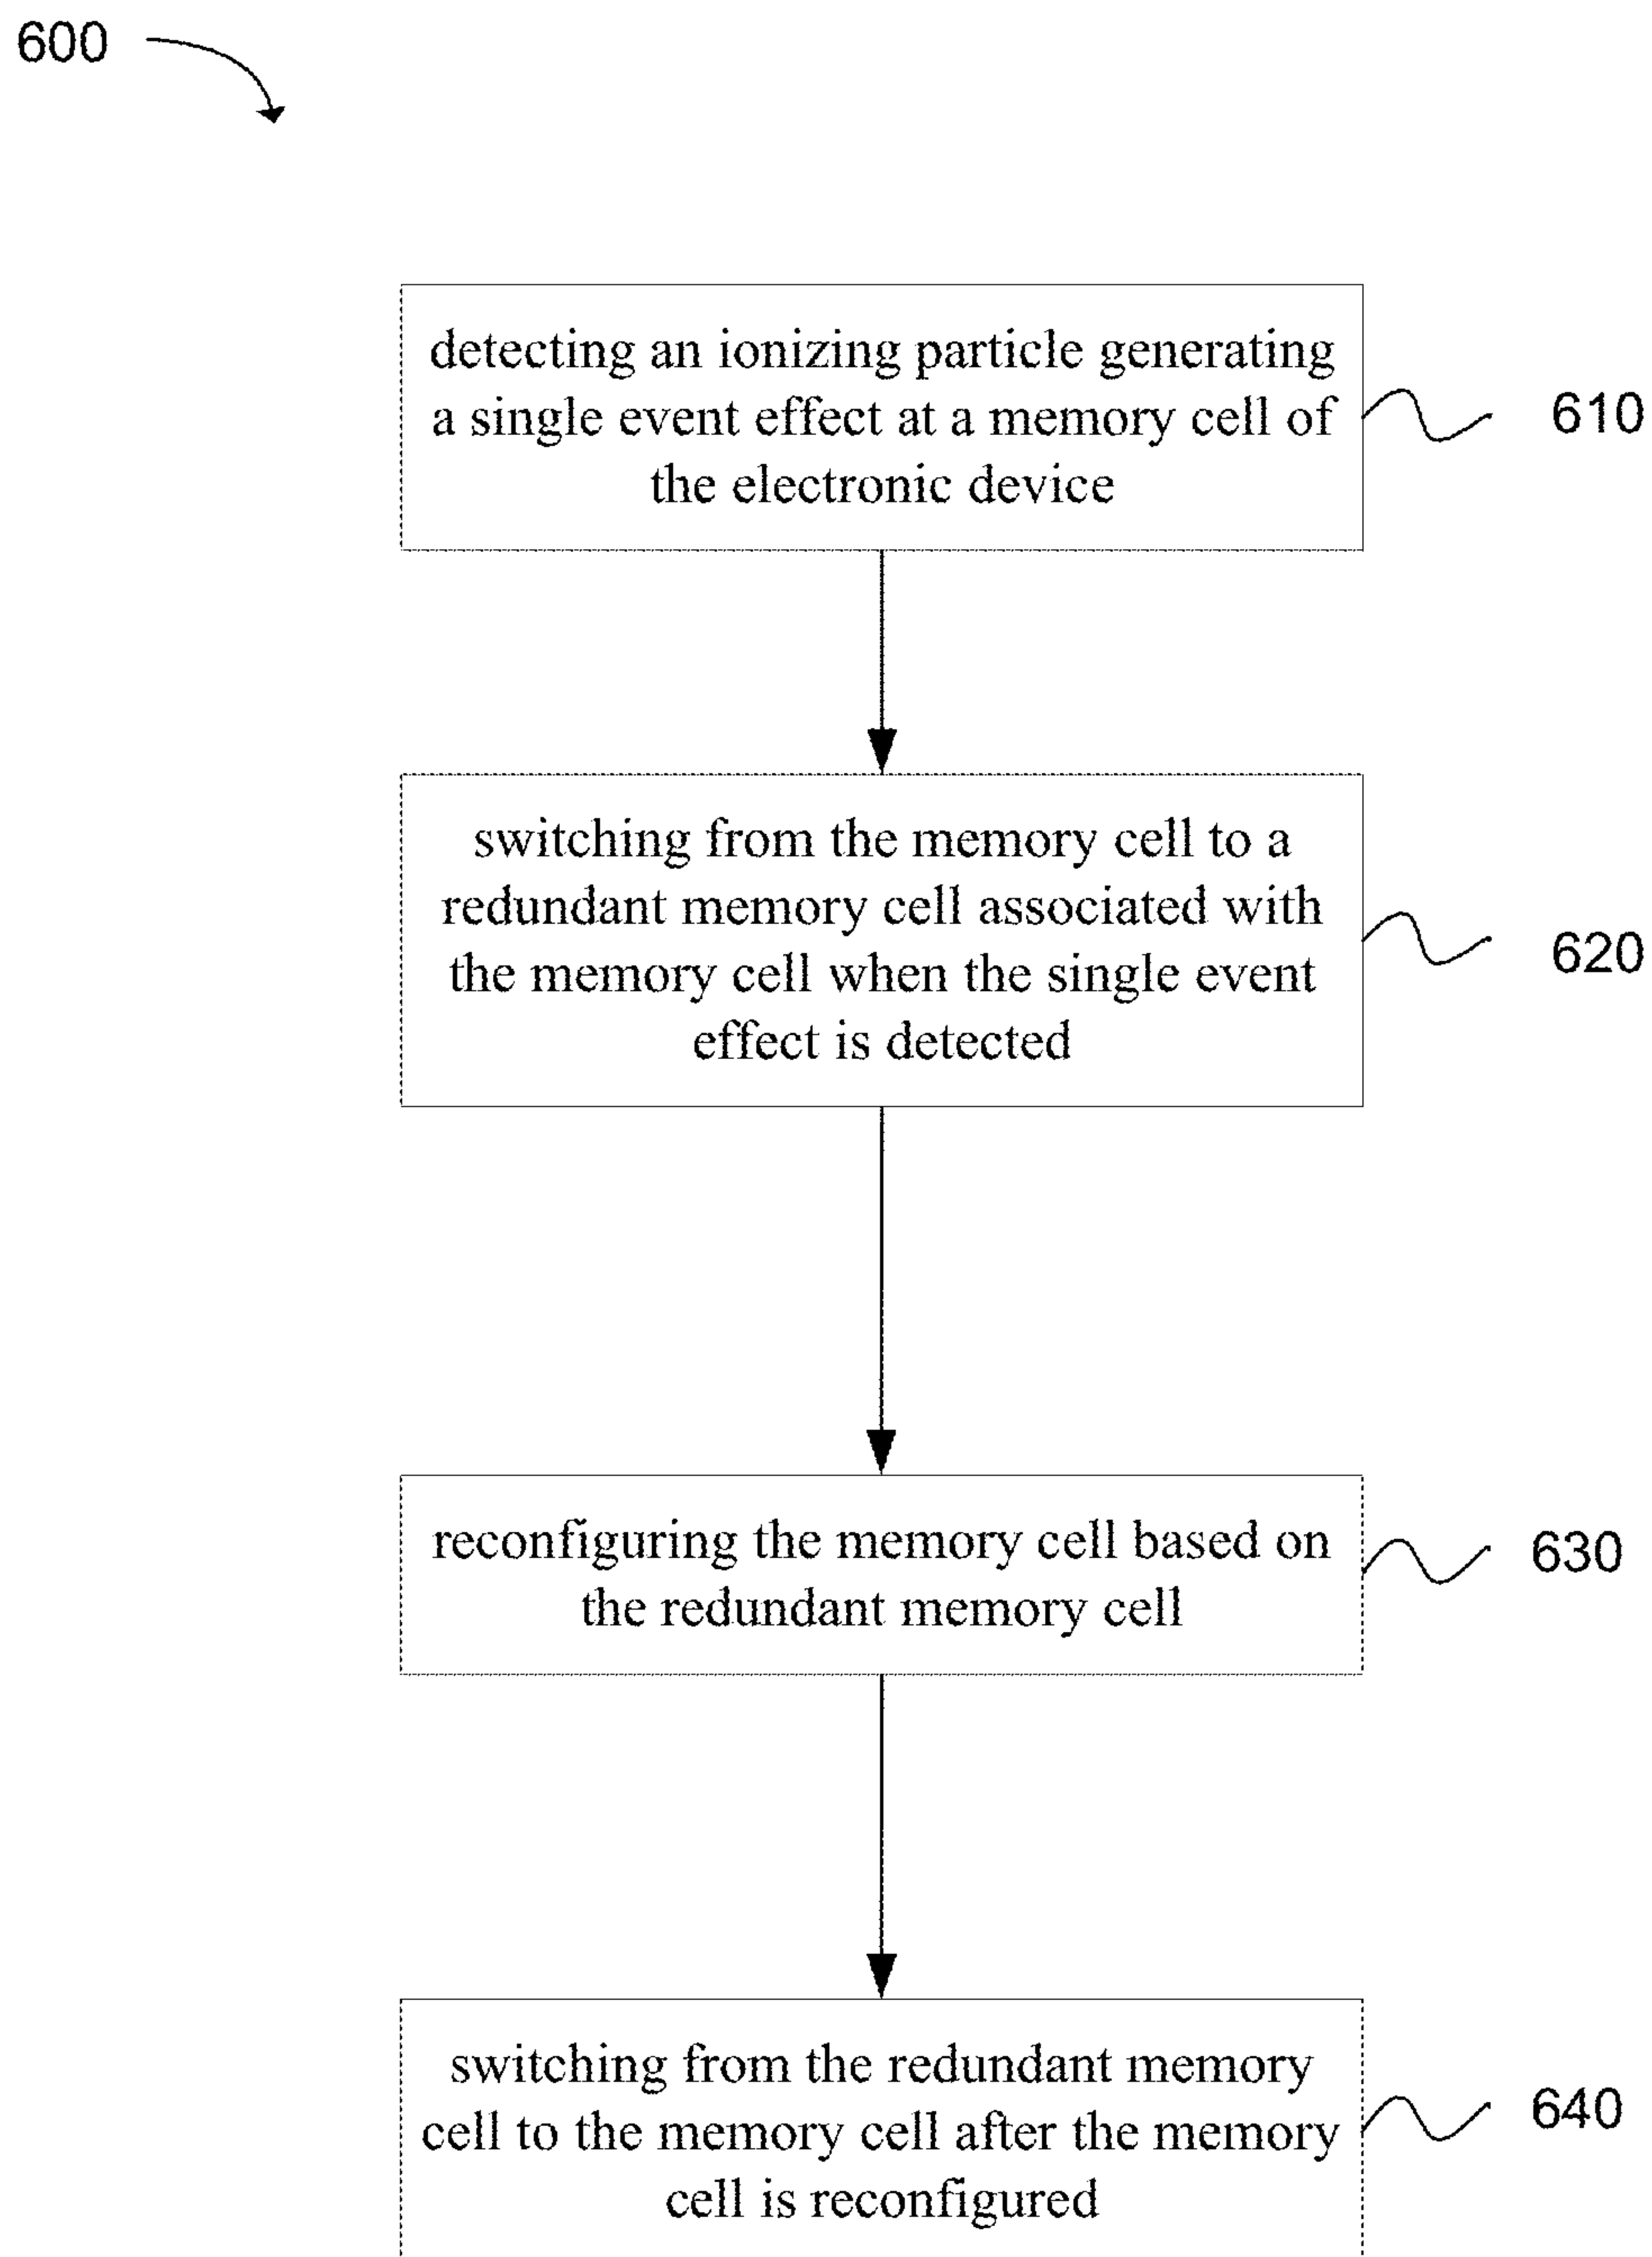 600
detecting an ionizing particle generating
a single event effect at a memory cell of
the electronic device
610
switching from the memory cell to a
redundant memory cell associated with
the memory cell when the single event
effect is detected
620
reconfiguring the memory cell based on
the redundant memory cell
630
switching from the redundant memory
cell to the memory cell after the memory
cell is reconfigured
640